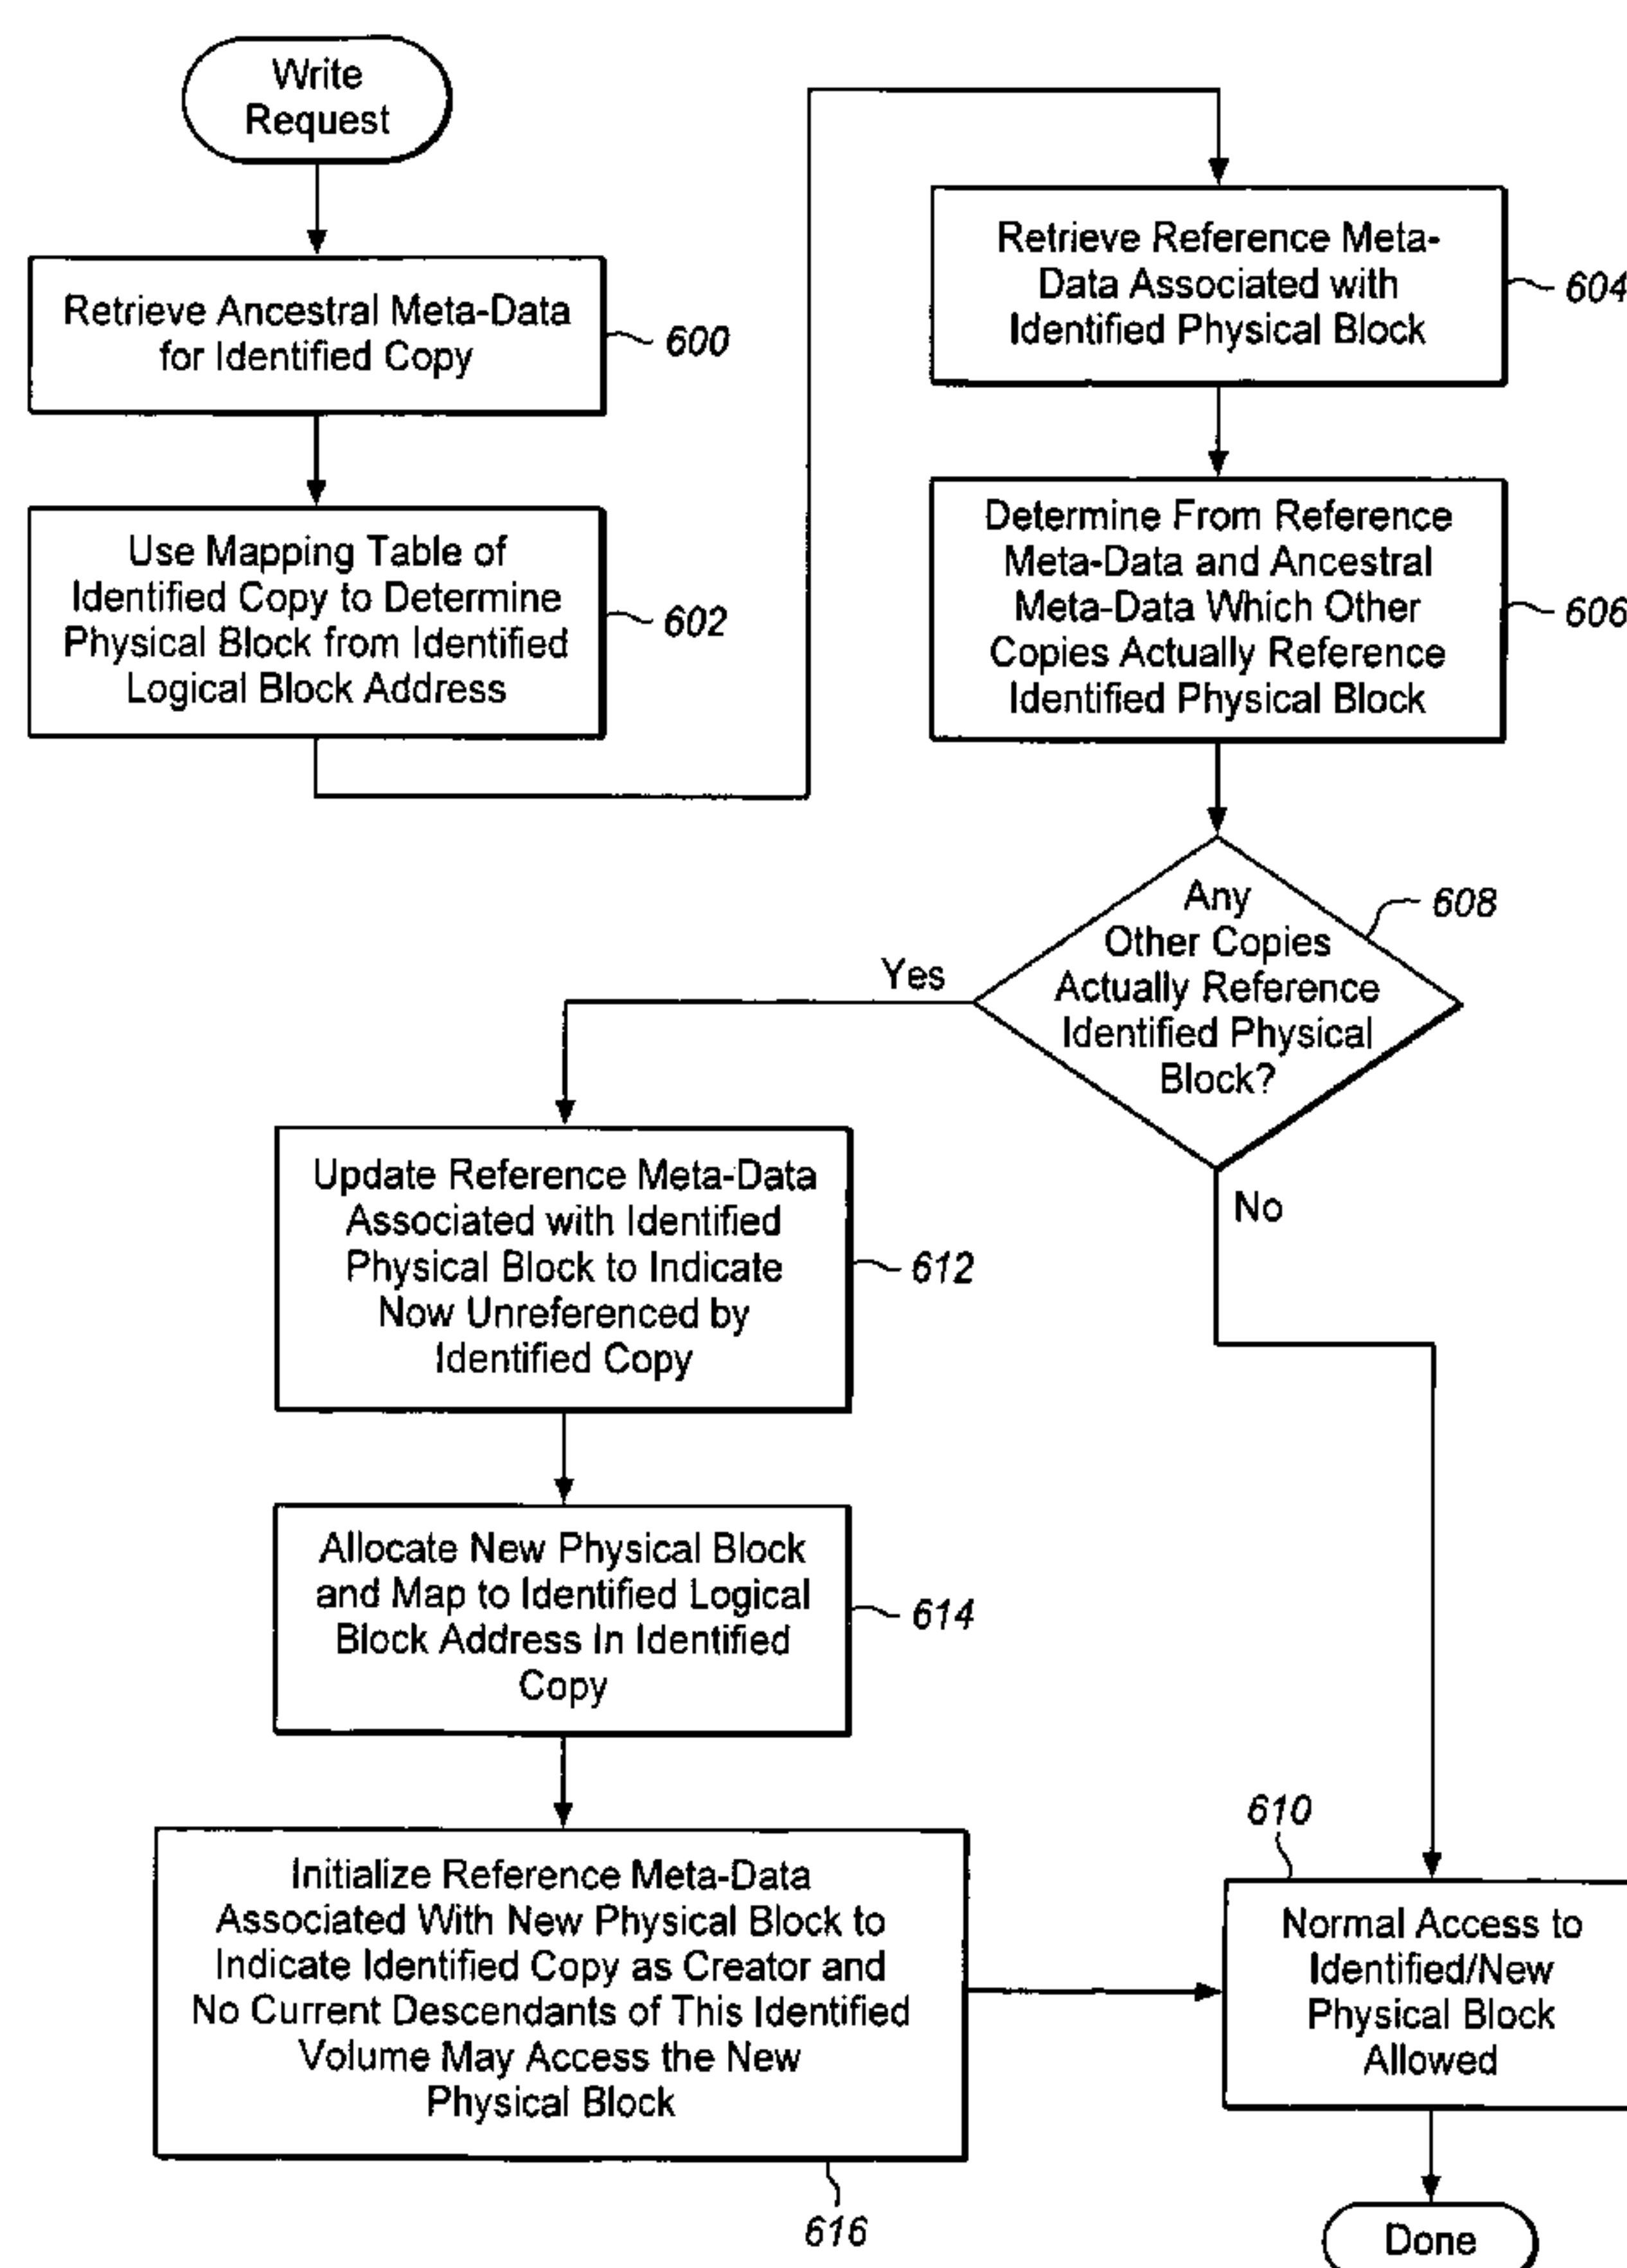 Write
Request
Retrieve Ancestral Meta-Data
for Identified Copy
600
Use Mapping Table of
Identified Copy to Determine
Physical Block from Identified
Logical Block Address
602
Retrieve Reference Meta-
Data Associated with
Identified Physical Block
604
Determine From Reference
Meta-Data and Ancestral
Meta-Data Which Other
Copies Actually Reference
Identified Physical Block
606
Any
Other Copies
Actually Reference
Identified Physical
Block?
608
Yes
No
Update Reference Meta-Data
Associated with Identified
Physical Block to Indicate
Now Unreferenced by
Identified Copy
612
Allocate New Physical Block
and Map to Identified Logical
Block Address In Identified
Copy
614
Initialize Reference Meta-Data
Associated With New Physical Block to
Indicate Identified Copy as Creator and
No Current Descendants of This Identified
Volume May Access the New
Physical Block
616
610
Normal Access to
Identified/New
Physical Block
Allowed
Done